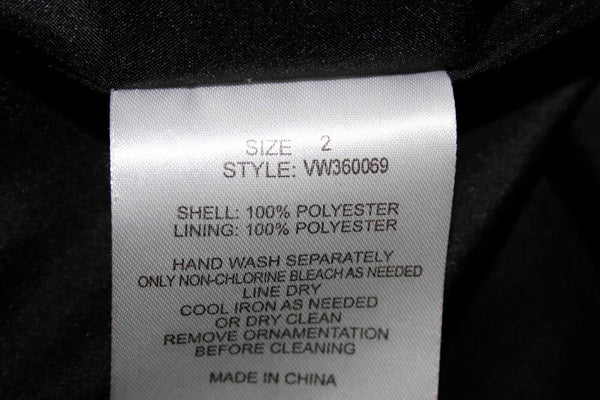 SIZE 2
STYLE: VW360069
SHELL: 100% POLYESTER
LINING: 100% POLYESTER
HAND WASH SEPARATELY
ONLY NON-CHLORINE BLEACH AS NEEDED
LINE DRY
COOL IRON AS NEEDED
OR DRY CLEAN
REMOVE ORNAMENTATION
BEFORE CLEANING
MADE IN CHINA